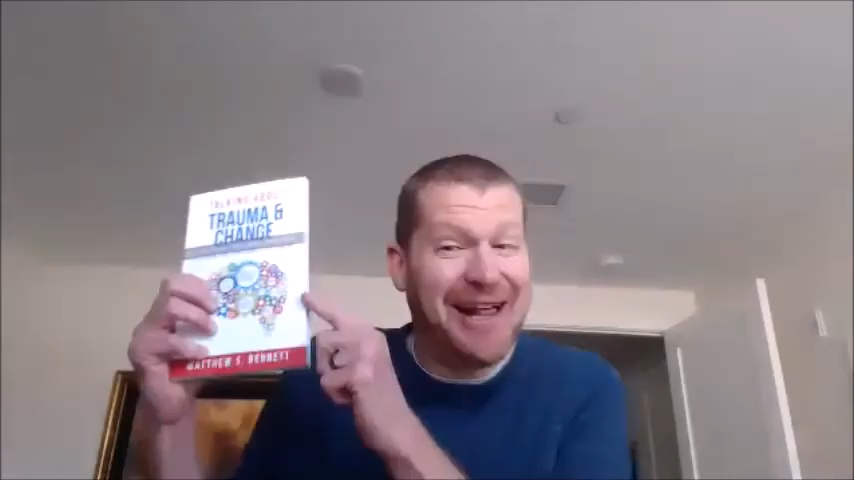 TALKING ABOUT
TRAUMA &
CHANGE
MATTHEW S. BENNETT